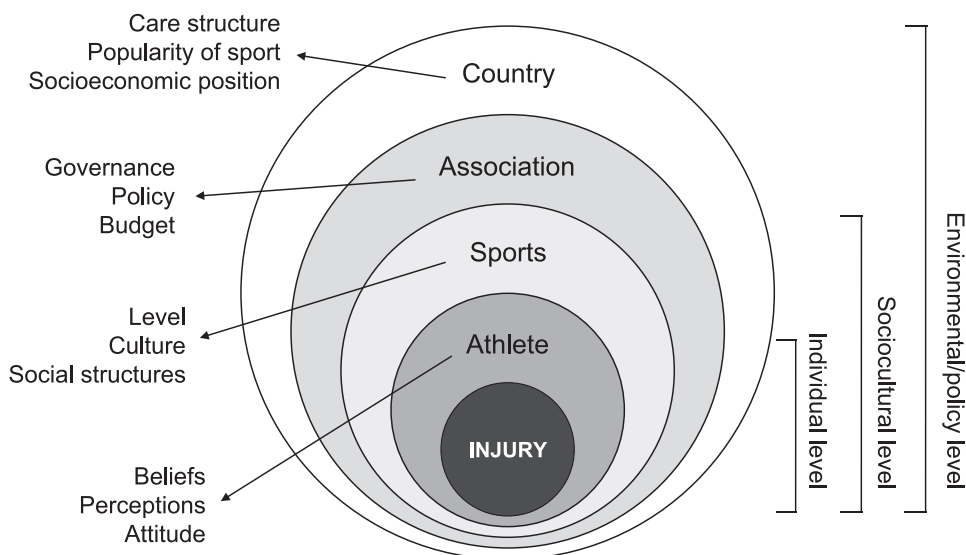 Care structure
Popularity of sport
Socioeconomic position
Country
Governance
Policy
Budget
Association
Level
Culture
Social structures
Sports
Beliefs
Perceptions
Attitude
Athlete
INJURY
Individual level
Sociocultural level
Environmental/policy level